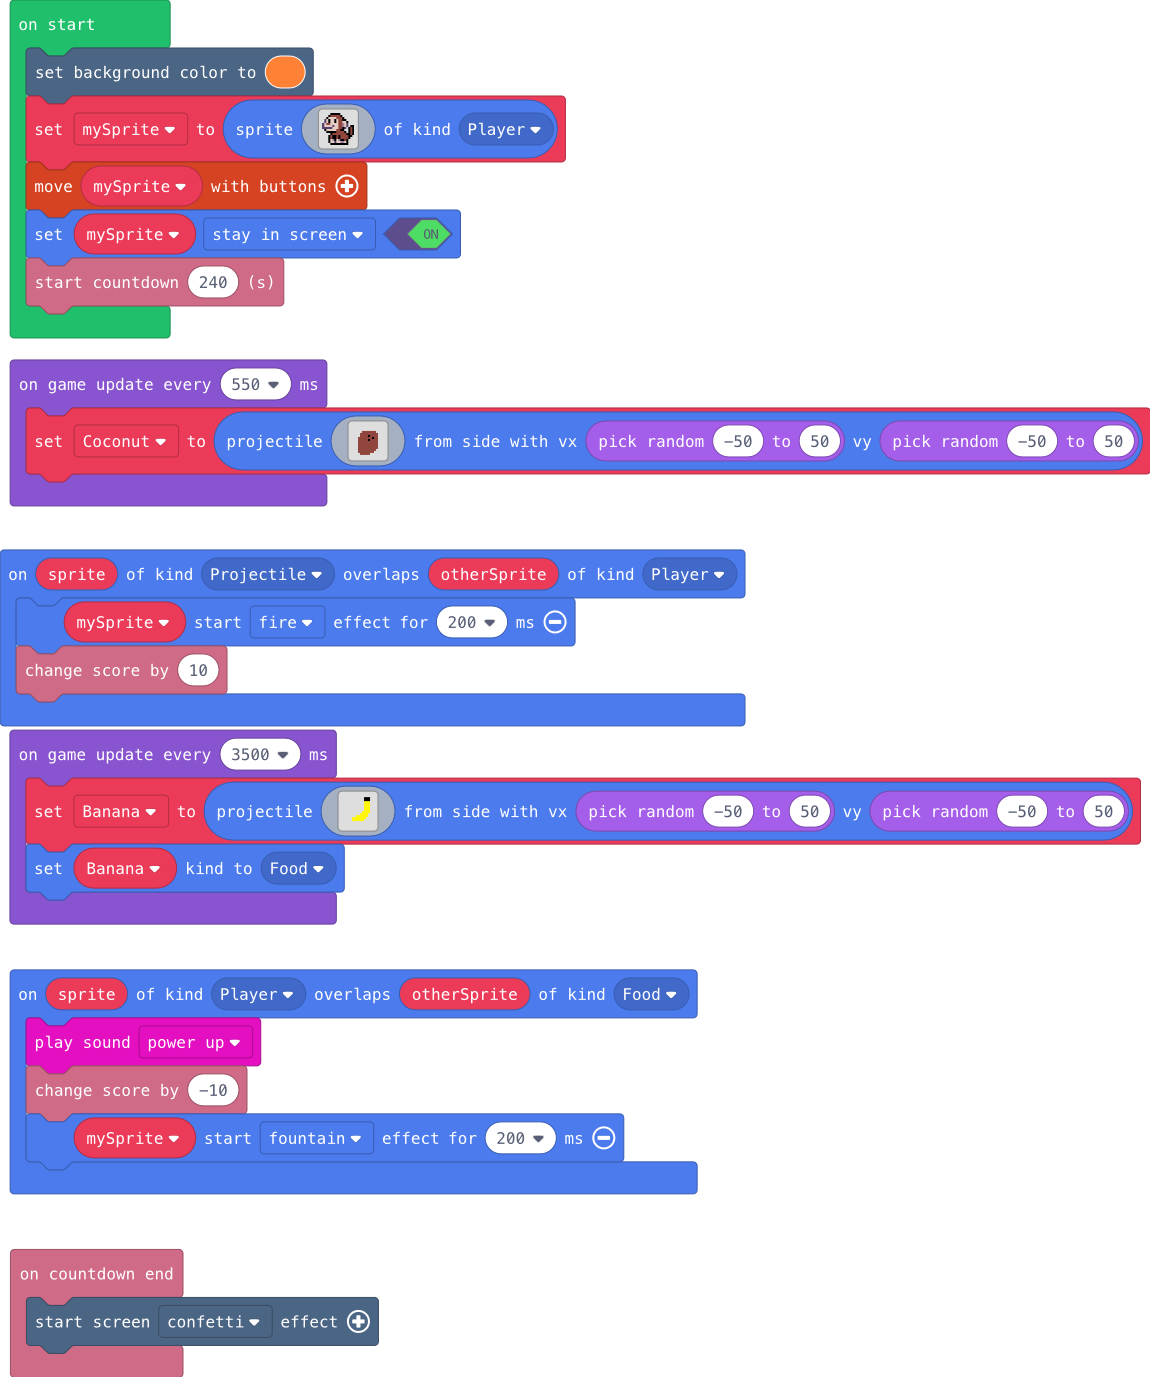 on start
set background color to
set mySprite to sprite of kind Player
move mySprite with buttons
set mySprite stay in screen ON
start countdown 240 (s)
on game update every 550 ms
set Coconut to projectile from side with vx pick random -50 to 50 vy pick random -50 to 50
on sprite of kind Projectile overlaps otherSprite of kind Player
mySprite start fire effect for 200 ms
change score by 10
on game update every 3500 ms
set Banana to projectile from side with vx pick random -50 to 50 vy pick random -50 to 50
set Banana kind to Food
on sprite of kind Player overlaps otherSprite of kind Food
play sound power up
change score by -10
mySprite start fountain effect for 200 ms
on countdown end
start screen confetti effect